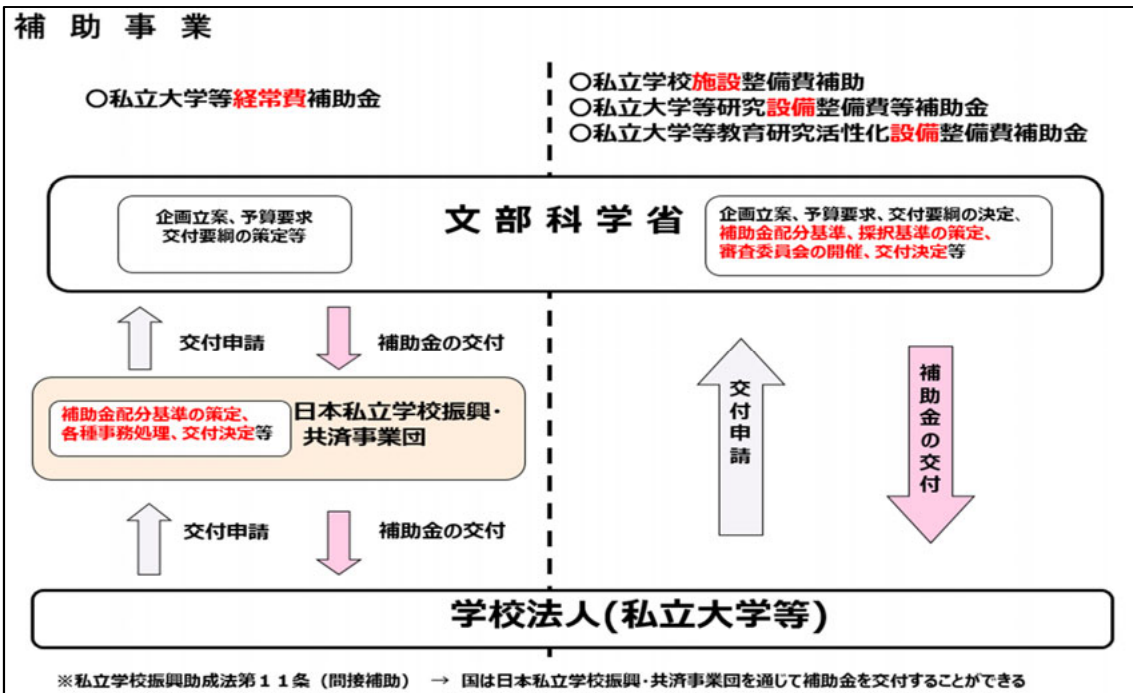 補助事業
〇私立大学等経常費補助金
〇私立学校施設整備費補助
〇私立大学等研究設備整備費等補助金
〇私立大学等教育研究活性化設備整備費補助金
企画立案、予算要求
交付要綱の策定等
文部科学省
企画立案、予算要求、交付要綱の決定、
補助金配分基準、採択基準の策定、
審査委員会の開催、交付決定等
交付申請
補助金の交付
補助金配分基準の策定、
各種事務処理、交付決定等
日本私立学校振興・
共済事業団
交付申請
補助金の交付
交付申請
補助金の交付
学校法人(私立大学等)
※私立学校振興助成法第11条（間接補助） → 国は日本私立学校振興・共済事業団を通じて補助金を交付することができる